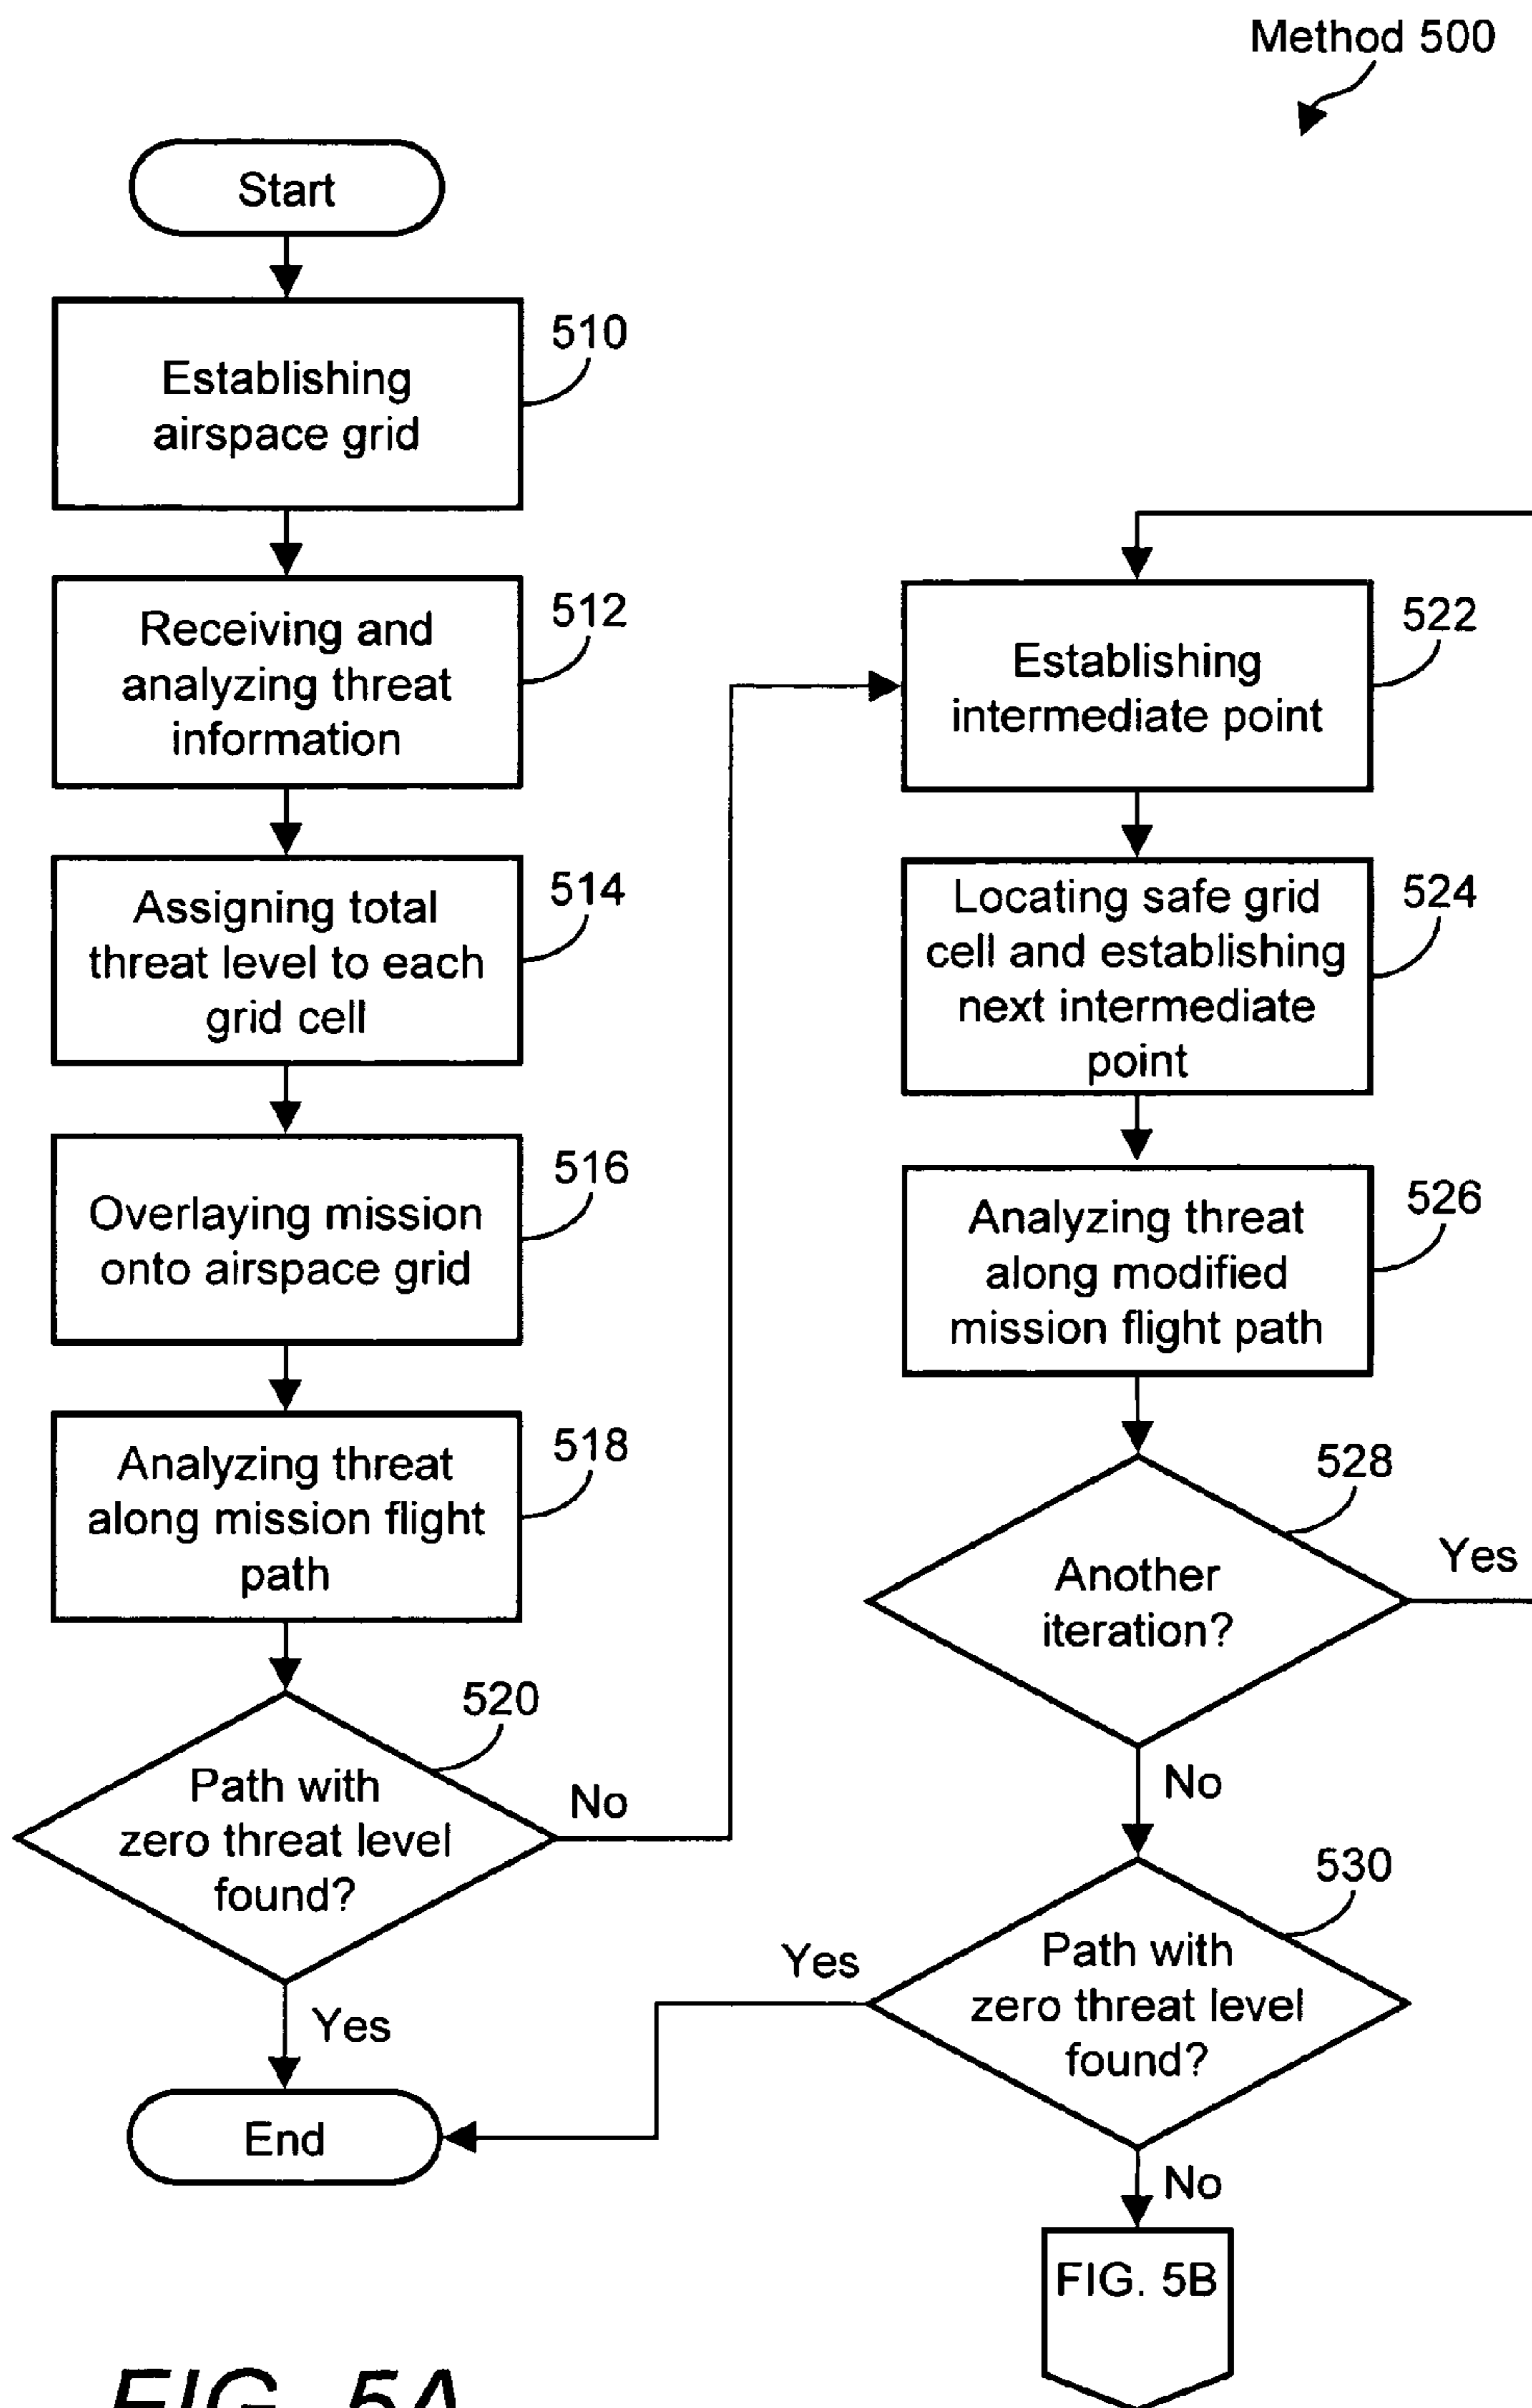 Method 500
Start
510
Establishing
airspace grid
512
Receiving and
analyzing threat
information
514
Assigning total
threat level to each
grid cell
516
Overlaying mission
onto airspace grid
518
Analyzing threat
along mission flight
path
520
Path with
zero threat level
found?
No
Yes
End
522
Establishing
intermediate point
524
Locating safe grid
cell and establishing
next intermediate
point
526
Analyzing threat
along modified
mission flight path
528
Another
iteration?
Yes
No
530
Path with
zero threat level
found?
Yes
No
FIG. 5B
FIG. 5A